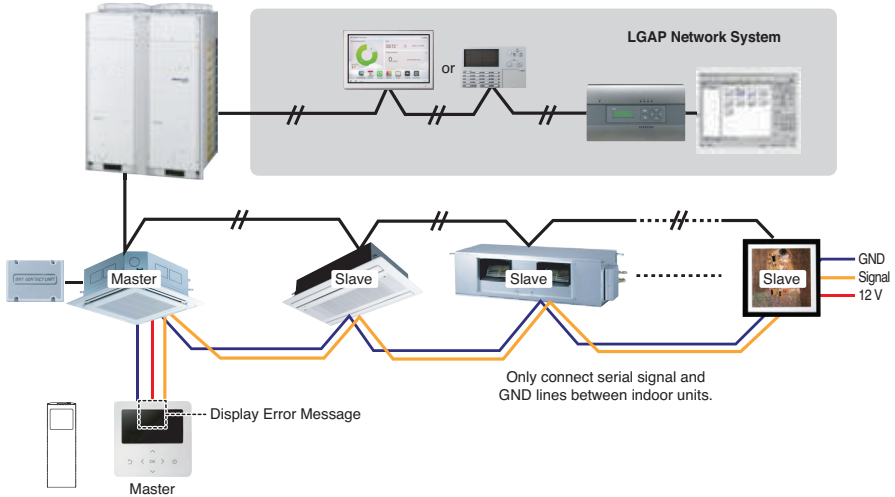 LGAP Network System
or
Master
Slave
Slave
Slave
GND
Signal
12 V
Only connect serial signal and
GND lines between indoor units.
Display Error Message
OK
Master